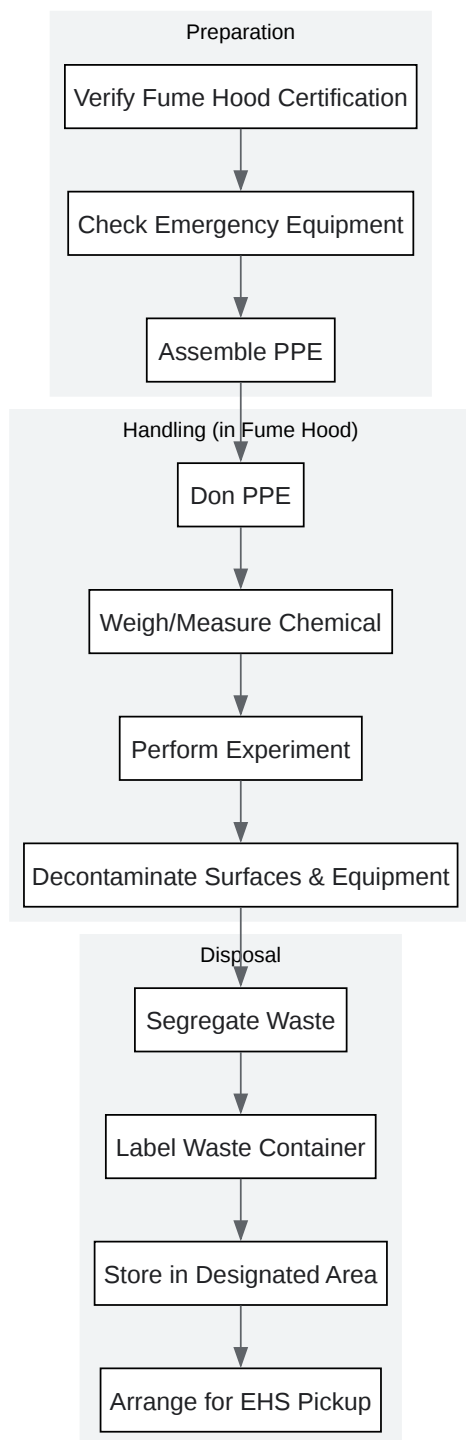 Preparation
Verify Fume Hood Certification
Check Emergency Equipment
Assemble PPE
Handling (in Fume Hood)
Don PPE
Weigh/Measure Chemical
Perform Experiment
Decontaminate Surfaces & Equipment
Disposal
Segregate Waste
Label Waste Container
Store in Designated Area
Arrange for EHS Pickup